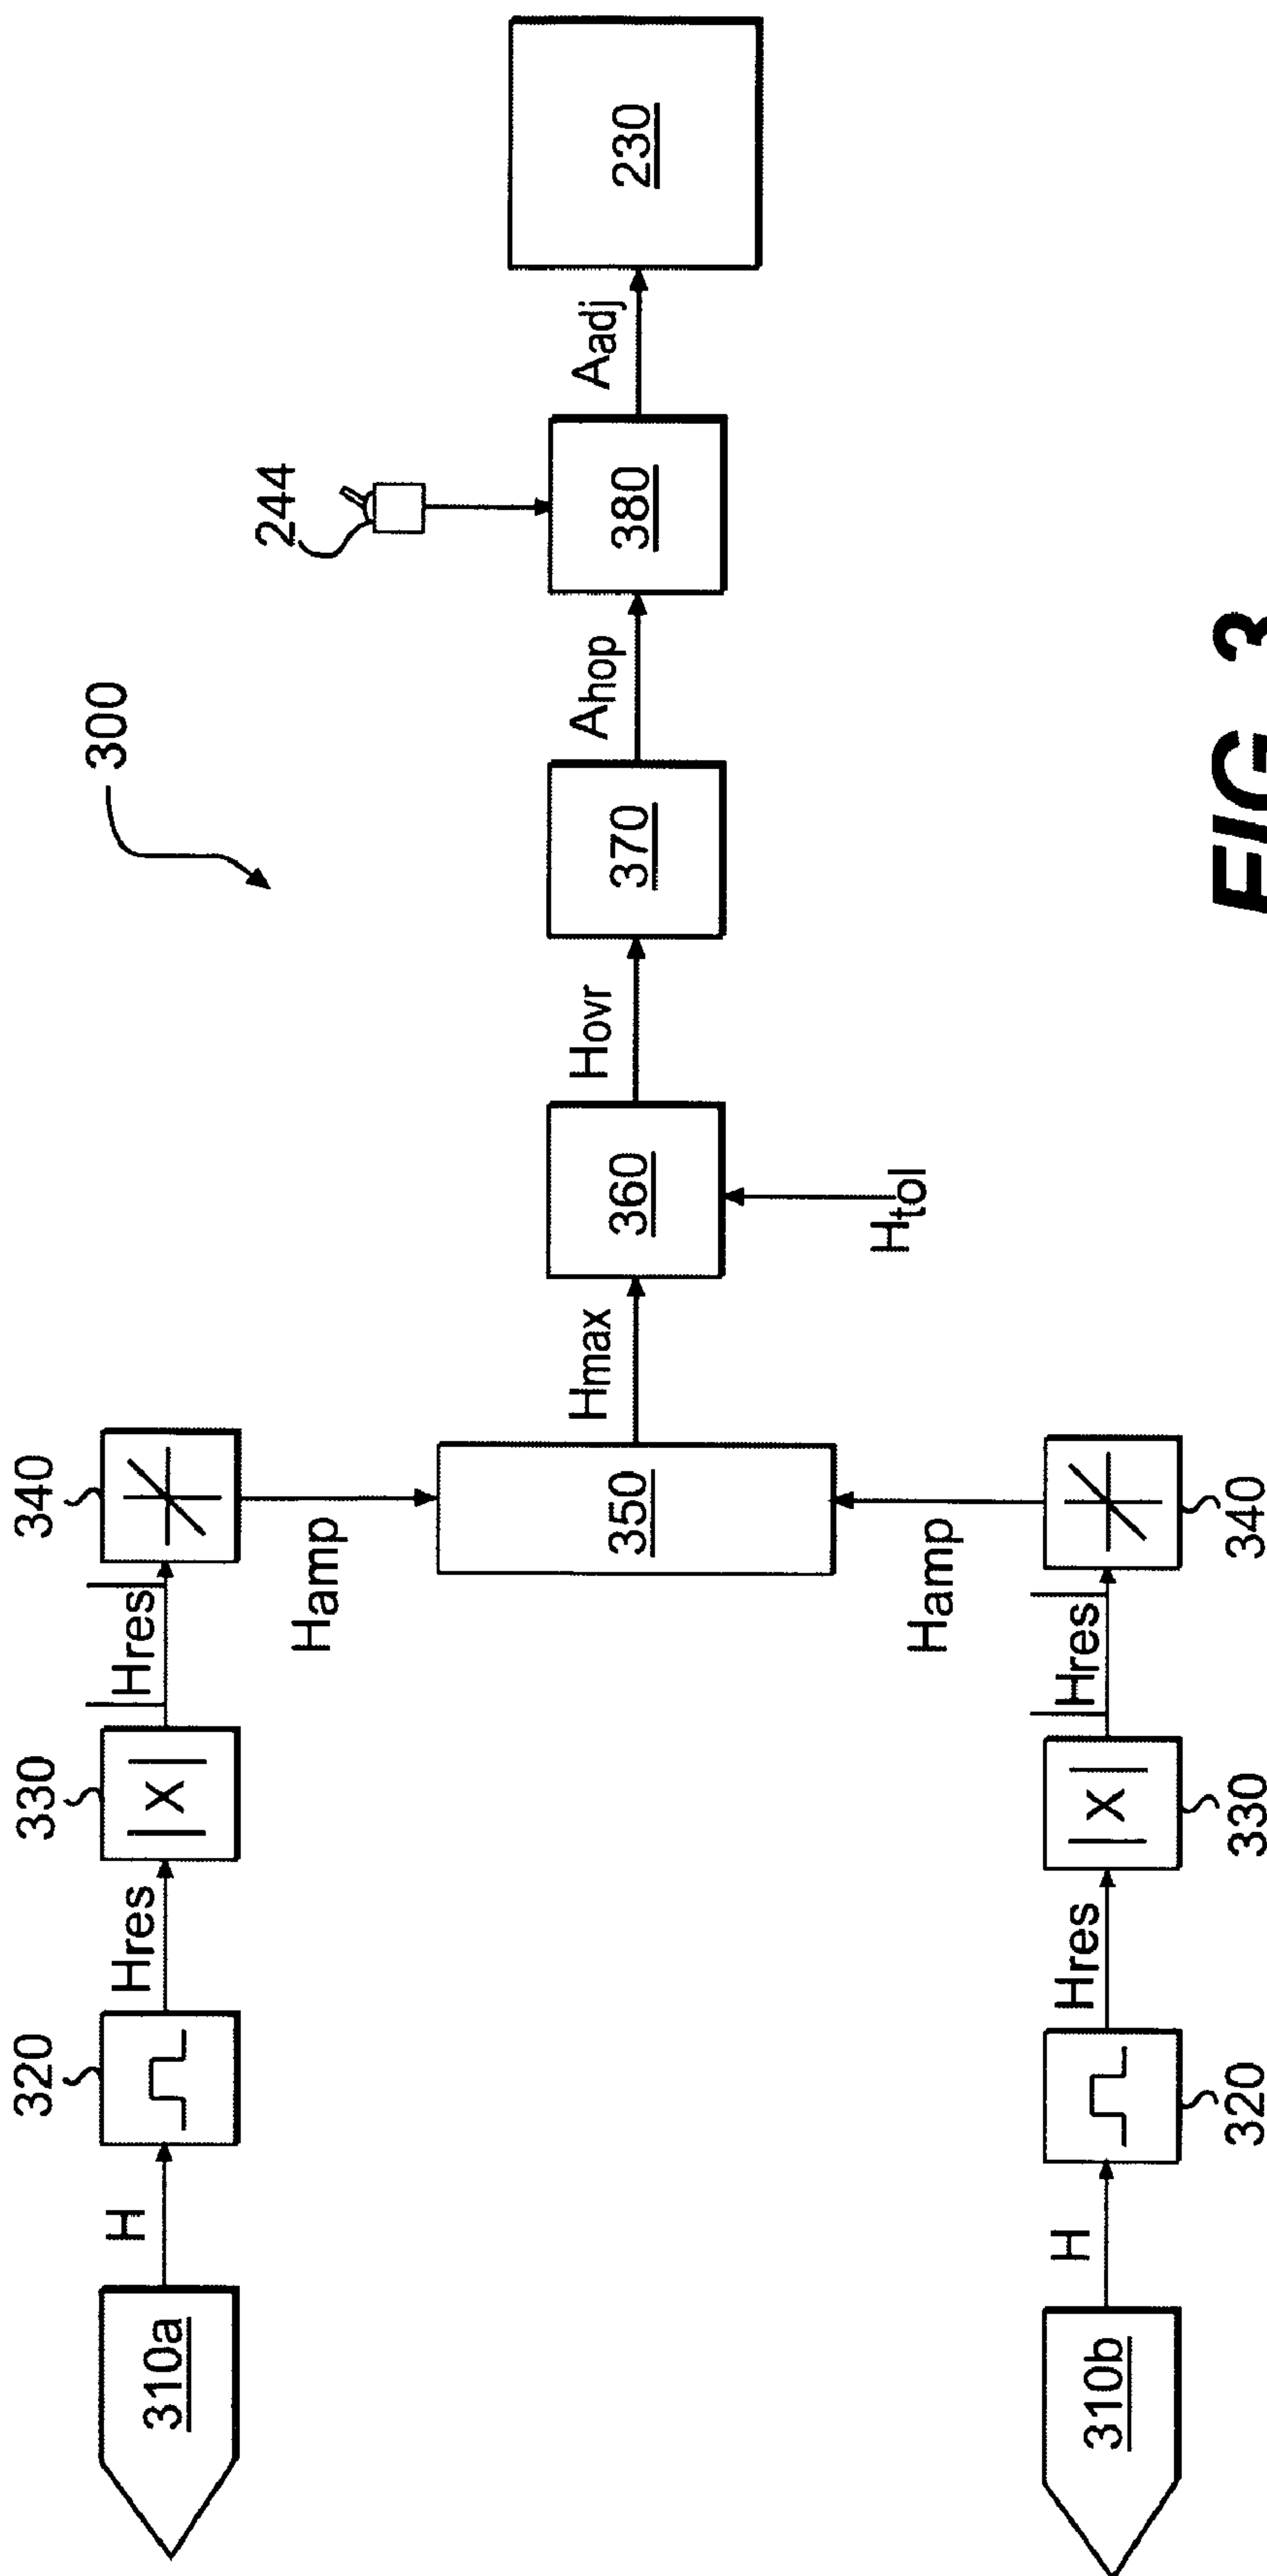 300
244
340
330
320
310a
H
Hres
|X|
|Hres|
Hamp
350
Hmax
360
Htol
Hovr
370
Ahop
380
Aadj
230
310b
H
320
Hres
330
|X|
|Hres|
340
Hamp
FIG. 3